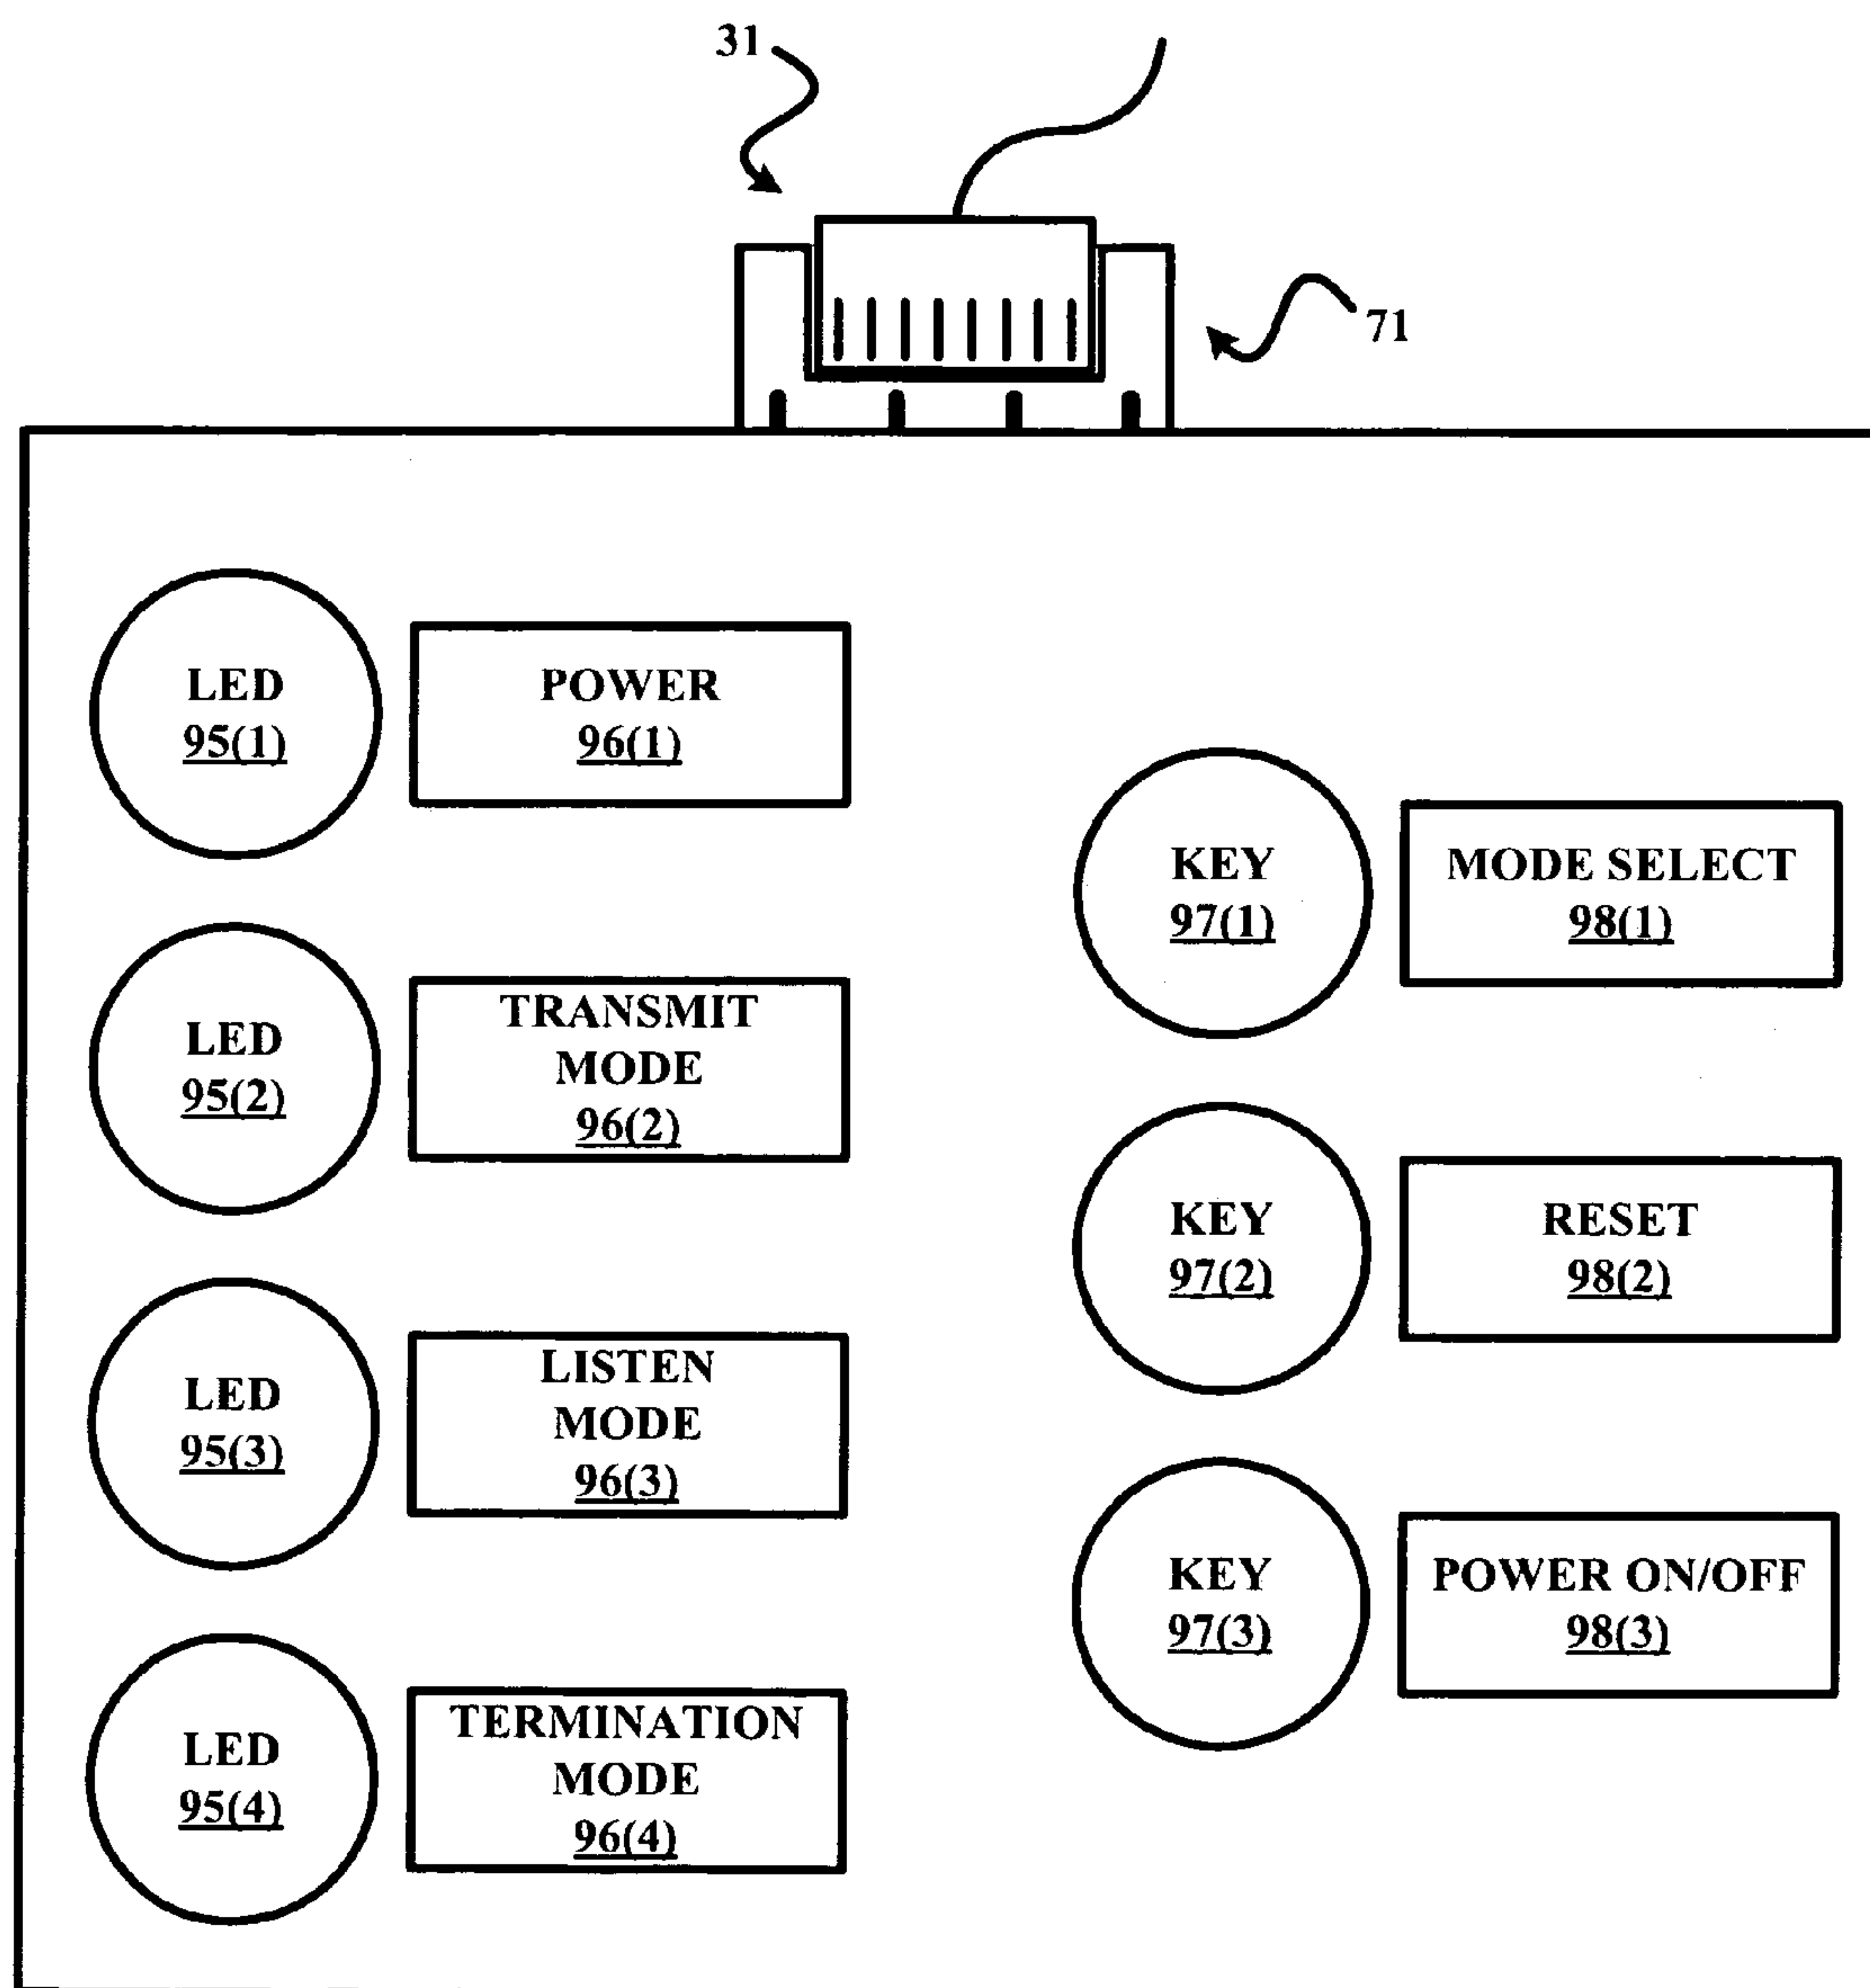 31
71
LED
95(1)
POWER
96(1)
LED
95(2)
TRANSMIT
MODE
96(2)
LED
95(3)
LISTEN
MODE
96(3)
LED
95(4)
TERMINATION
MODE
96(4)
KEY
97(1)
MODE SELECT
98(1)
KEY
97(2)
RESET
98(2)
KEY
97(3)
POWER ON/OFF
98(3)